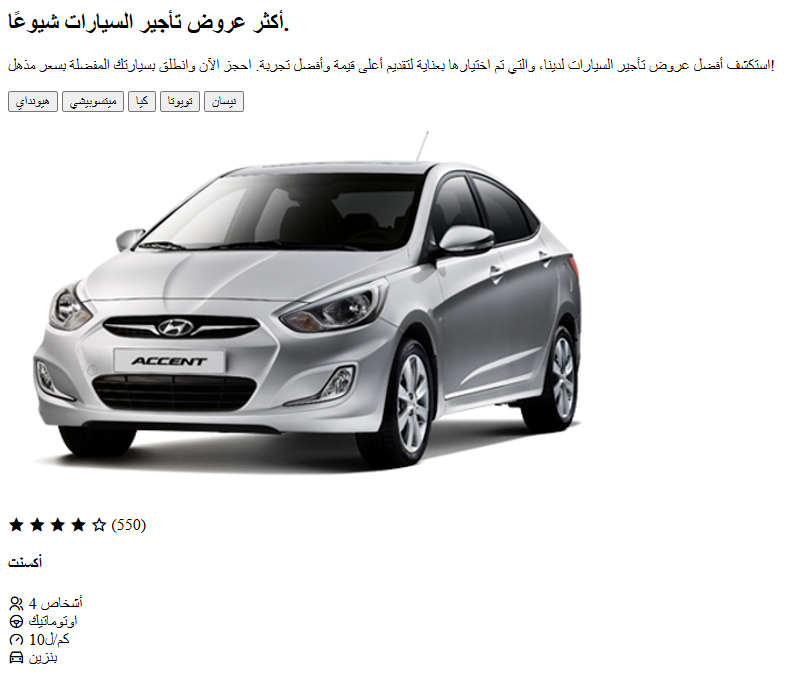 أكثر عروض تأجير السيارات شيوعًا.
استكشف أفضل عروض تأجير السيارات لدينا، والتي تم اختيارها بعناية لتقديم أعلى قيمة وأفضل تجربة. احجز الآن وانطلق بسيارتك المفضلة بسعر مذهل!
هيونداي ميتسوبيشي كيا تويوتا نيسان
ACCENT
(550)
أكسنت
4 أشخاص
اوتوماتيك
10كم/ل
بنزين